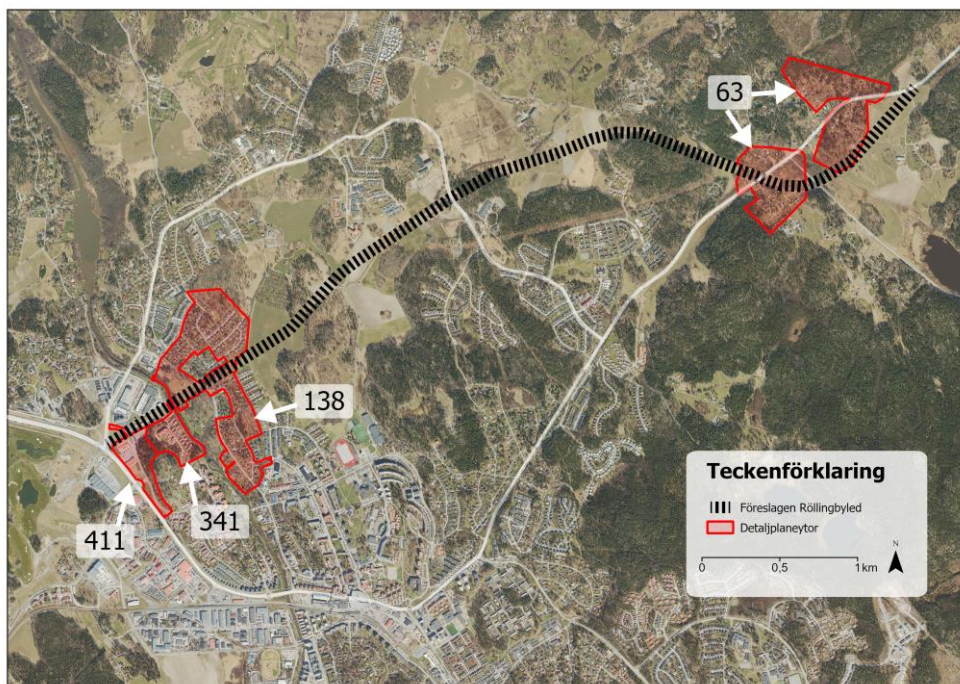 63
138
341
411
Teckenförklaring
Föreslagen Röllingbyled
Detaljplaneytor
N
0 0,5 1 km